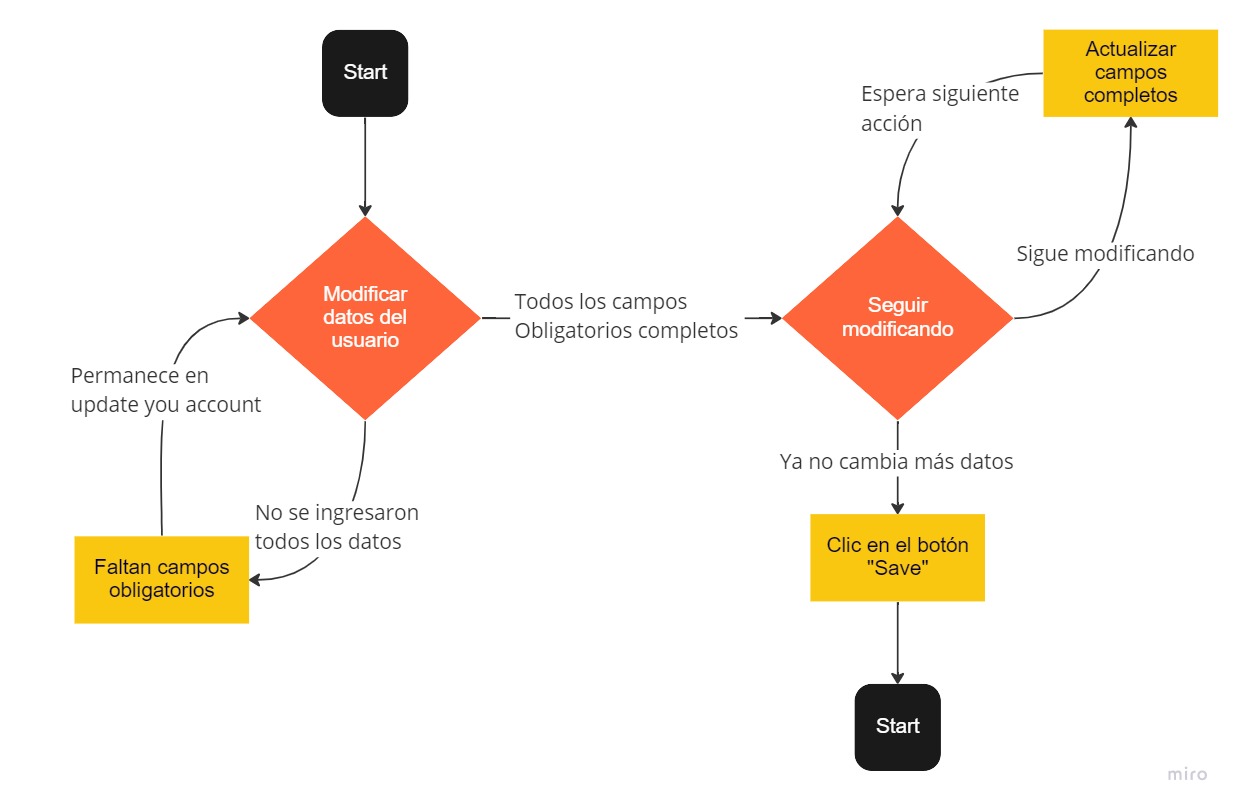 Start
Actualizar
campos
completos
Espera siguiente
acción
Sigue modificando
Modificar
datos del
usuario
Todos los campos
Obligatorios completos
Seguir
modificando
Permanece en
update you account
Ya no cambia más datos
No se ingresaron
todos los datos
Faltan campos
obligatorios
Clic en el botón
"Save"
Start
miro